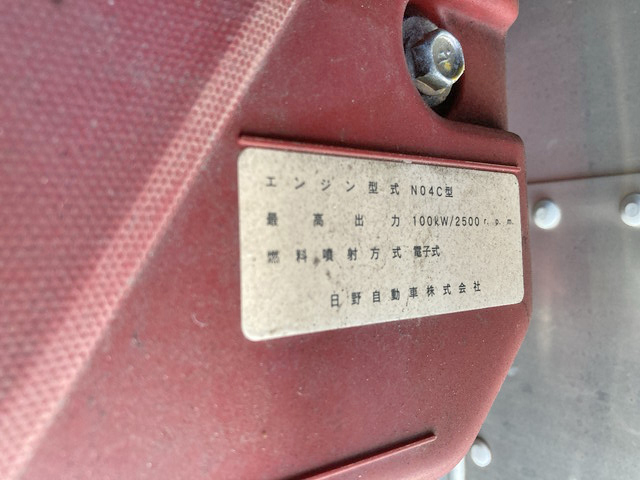 エンジン型式 N04C型
最高出力 100kW/2500r.p.m.
燃料噴射方式 電子式
日野自動車株式会社